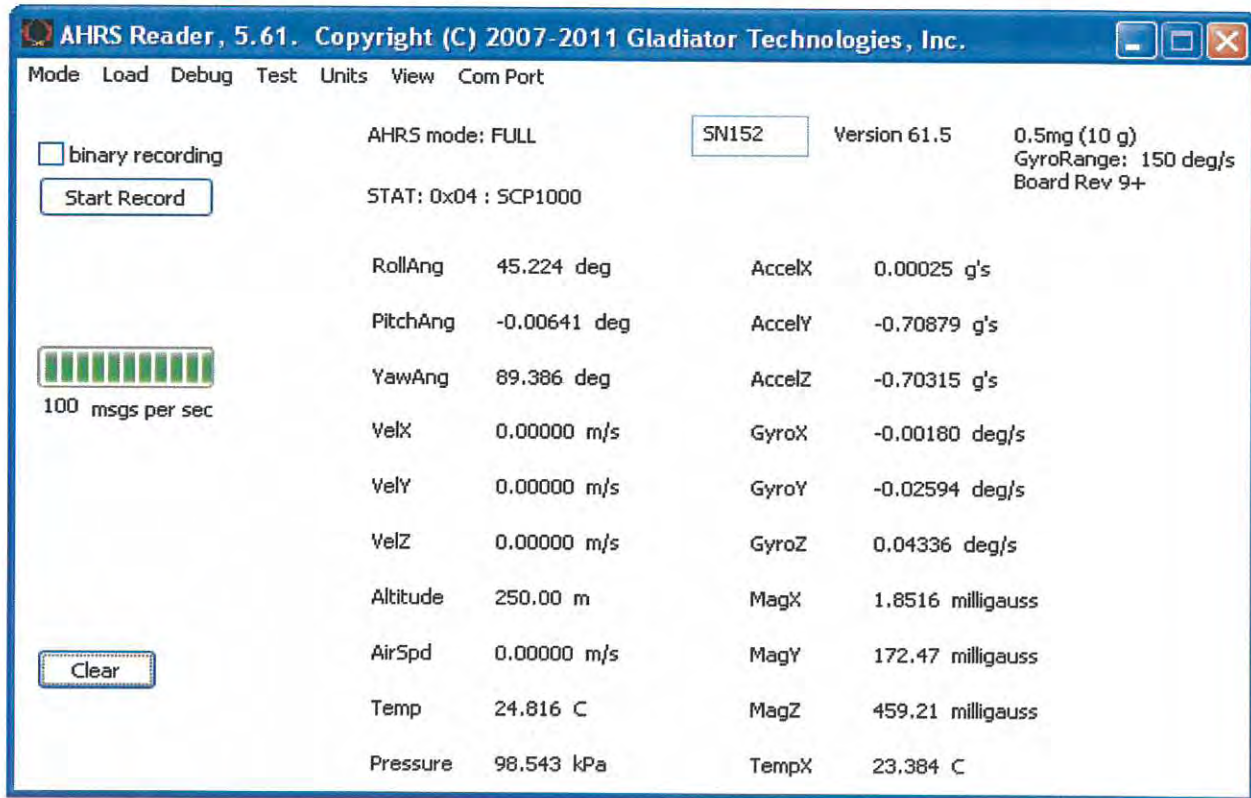 AHRS Reader, 5.61. Copyright (C) 2007-2011 Gladiator Technologies, Inc.
Mode Load Debug Test Units View Com Port
binary recording
Start Record
AHRS mode: FULL
SN152
Version 61.5
0.5mg (10 g)
GyroRange: 150 deg/s
Board Rev 9+
STAT: 0x04 : SCP1000
RollAng 45.224 deg AccelX 0.00025 g's
PitchAng -0.00641 deg AccelY -0.70879 g's
YawAng 89.386 deg AccelZ -0.70315 g's
100 msgs per sec
VelX 0.00000 m/s GyroX -0.00180 deg/s
VelY 0.00000 m/s GyroY -0.02594 deg/s
VelZ 0.00000 m/s GyroZ 0.04336 deg/s
Altitude 250.00 m MagX 1.8516 milligauss
AirSpd 0.00000 m/s MagY 172.47 milligauss
Clear
Temp 24.816 C MagZ 459.21 milligauss
Pressure 98.543 kPa TempX 23.384 C